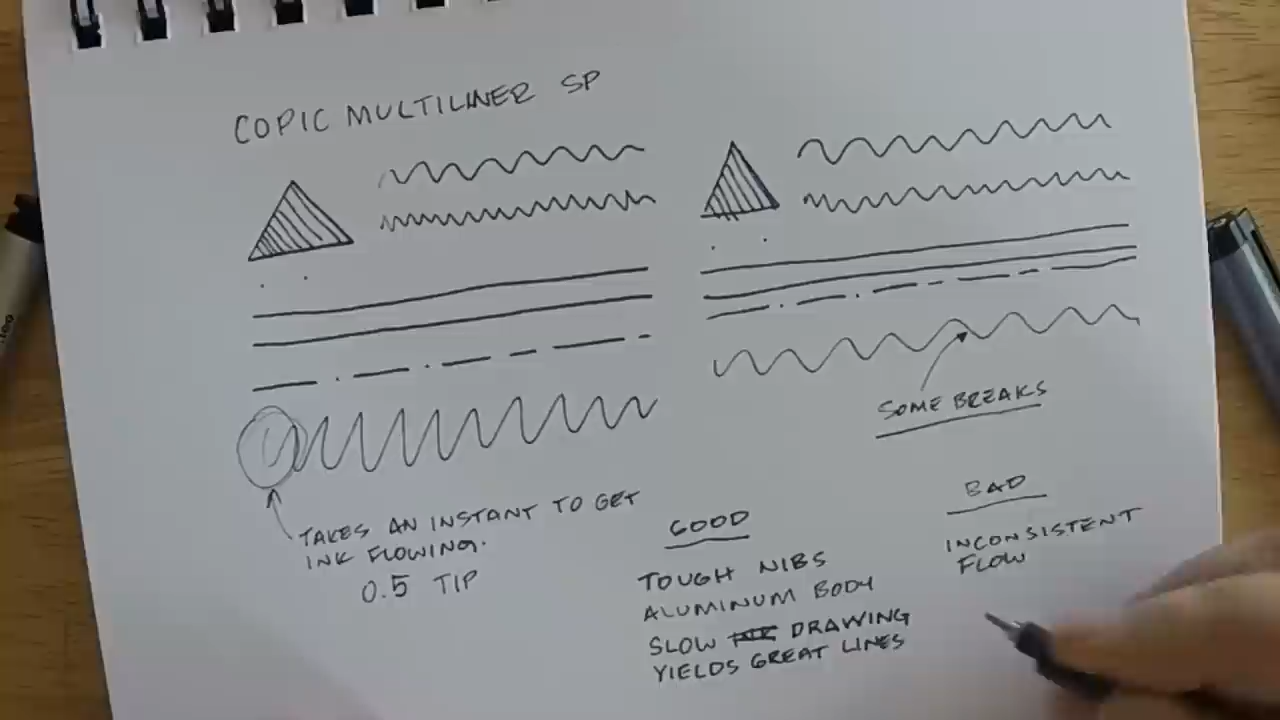 COPIC MULTILINER SP
SOME BREAKS
TAKES AN INSTANT TO GET
INK FLOWING.
0.5 TIP
GOOD
TOUGH NIBS
ALUMINUM BODY
SLOW DRAWING
YIELDS GREAT LINES
BAD
INCONSISTENT
FLOW